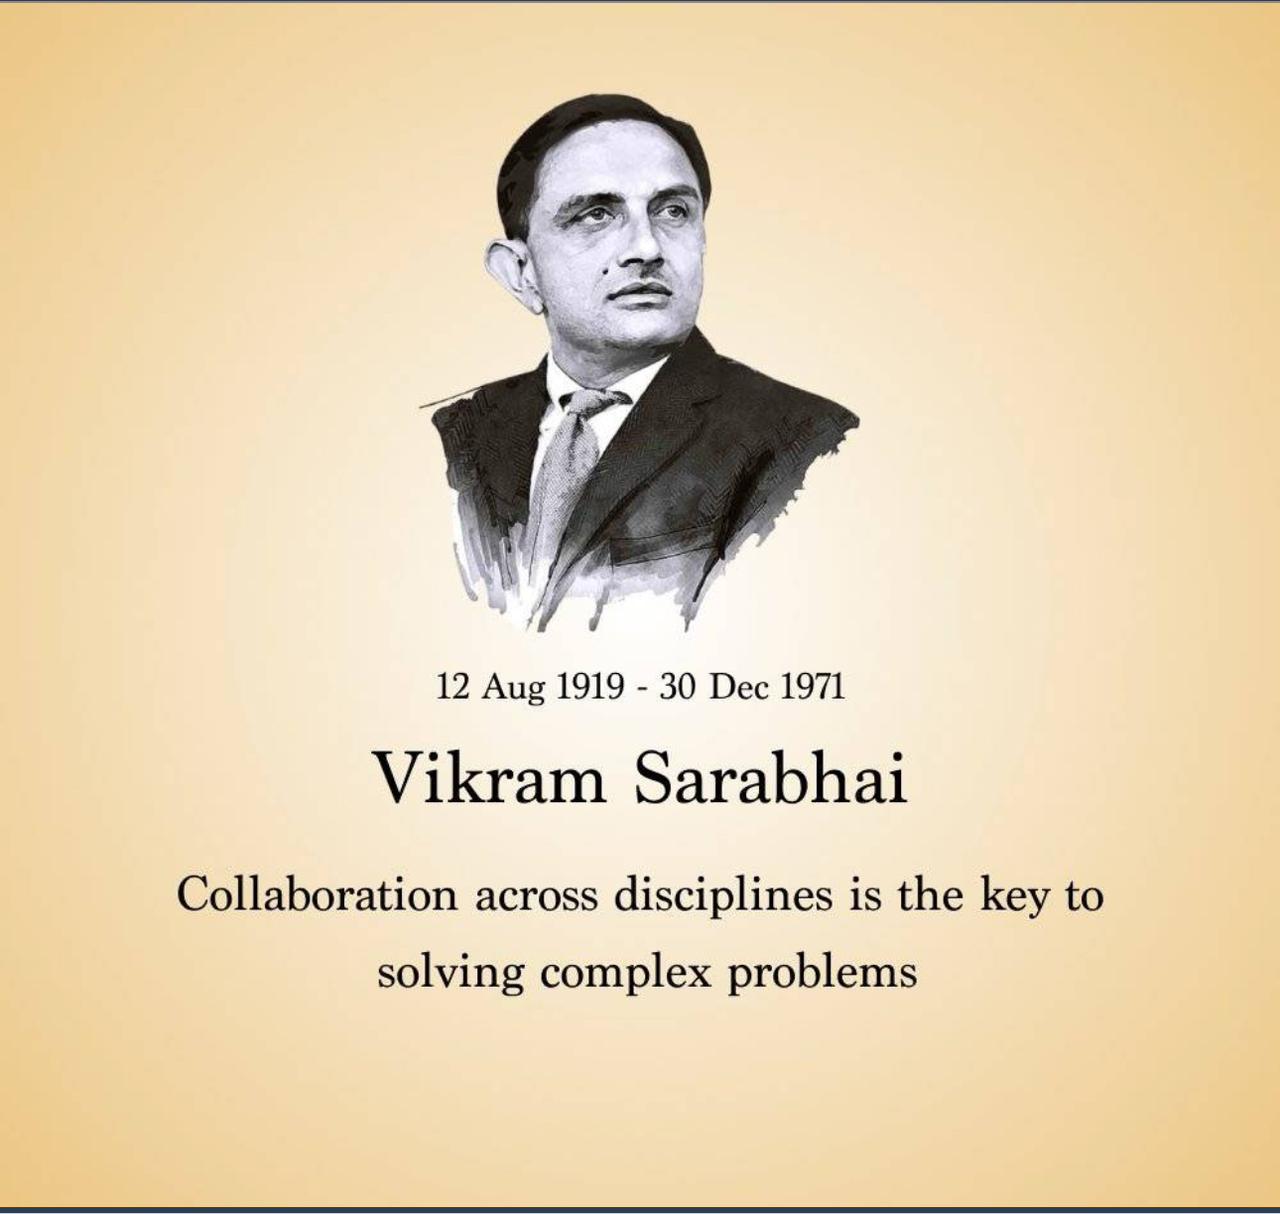 12 Aug 1919 - 30 Dec 1971
Vikram Sarabhai
Collaboration across disciplines is the key to
solving complex problems